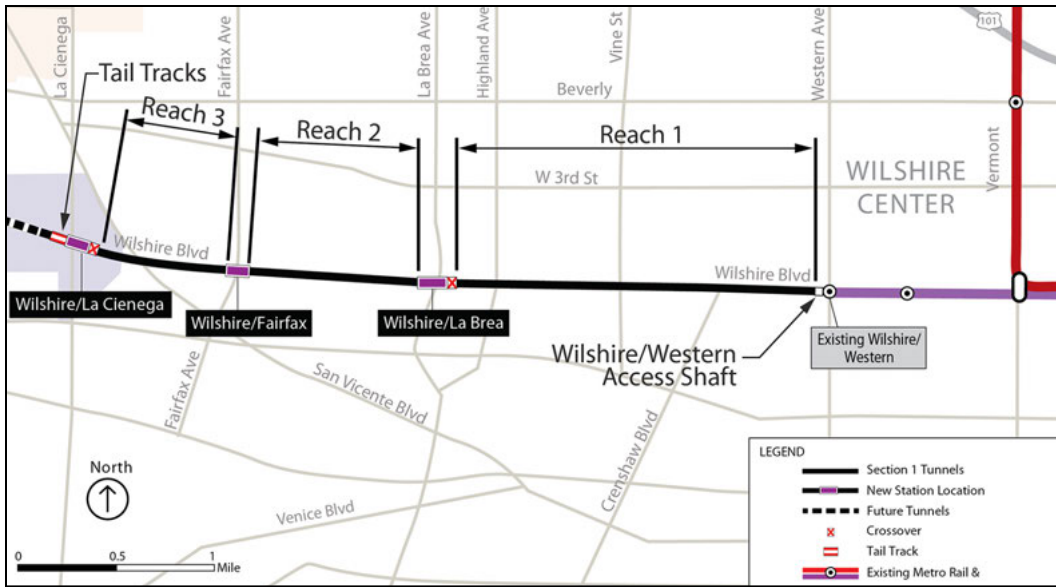 La Cienega
Fairfax Ave
La Brea Ave
Highland Ave
Vine St
Western Ave
101
Tail Tracks
Beverly
Reach 3
Reach 2
Reach 1
W 3rd St
WILSHIRE
CENTER
Vermont
Wilshire Blvd
Wilshire Blvd
Wilshire/La Cienega
Wilshire/Fairfax
Wilshire/La Brea
Existing Wilshire/
Western
Wilshire/Western
Access Shaft
Fairfax Ave
San Vicente Blvd
Crenshaw Blvd
Venice Blvd
North
0
0.5
1
Mile
LEGEND
Section 1 Tunnels
New Station Location
Future Tunnels
Crossover
Tail Track
Existing Metro Rail &